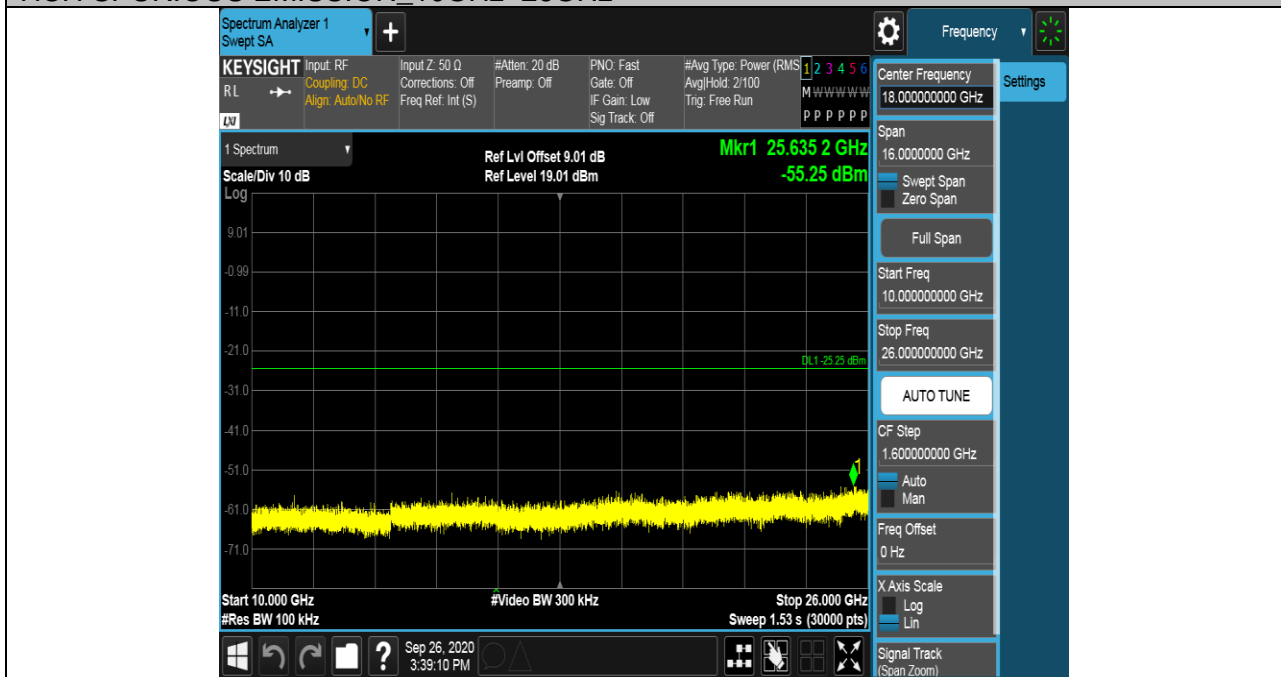 Spectrum Analyzer 1
Swept SA
+
Frequency
KEYSIGHT
RL
LXI
Input: RF
Coupling: DC
Align: Auto/No RF
Input Z: 50 Ω
Corrections: Off
Freq Ref: Int (S)
#Atten: 20 dB
Preamp: Off
PNO: Fast
Gate: Off
IF Gain: Low
Sig Track: Off
#Avg Type: Power (RMS
Avg|Hold: 2/100
Trig: Free Run
1 2 3 4 5 6
M W W W W W
P P P P P P
Center Frequency
18.000000000 GHz
Settings
Span
16.0000000 GHz
Swept Span
Zero Span
Full Span
Start Freq
10.000000000 GHz
Stop Freq
26.000000000 GHz
AUTO TUNE
CF Step
1.600000000 GHz
Auto
Man
Freq Offset
0 Hz
X Axis Scale
Log
Lin
Signal Track
(Span Zoom)
1 Spectrum
Scale/Div 10 dB
Log
Ref Lvl Offset 9.01 dB
Ref Level 19.01 dBm
Mkr1 25.635 2 GHz
-55.25 dBm
9.01
-0.99
-11.0
-21.0
DL1 -25.25 dBm
-31.0
-41.0
-51.0
1
-61.0
-71.0
Start 10.000 GHz
#Video BW 300 kHz
Stop 26.000 GHz
#Res BW 100 kHz
Sweep 1.53 s (30000 pts)
?
Sep 26, 2020
3:39:10 PM